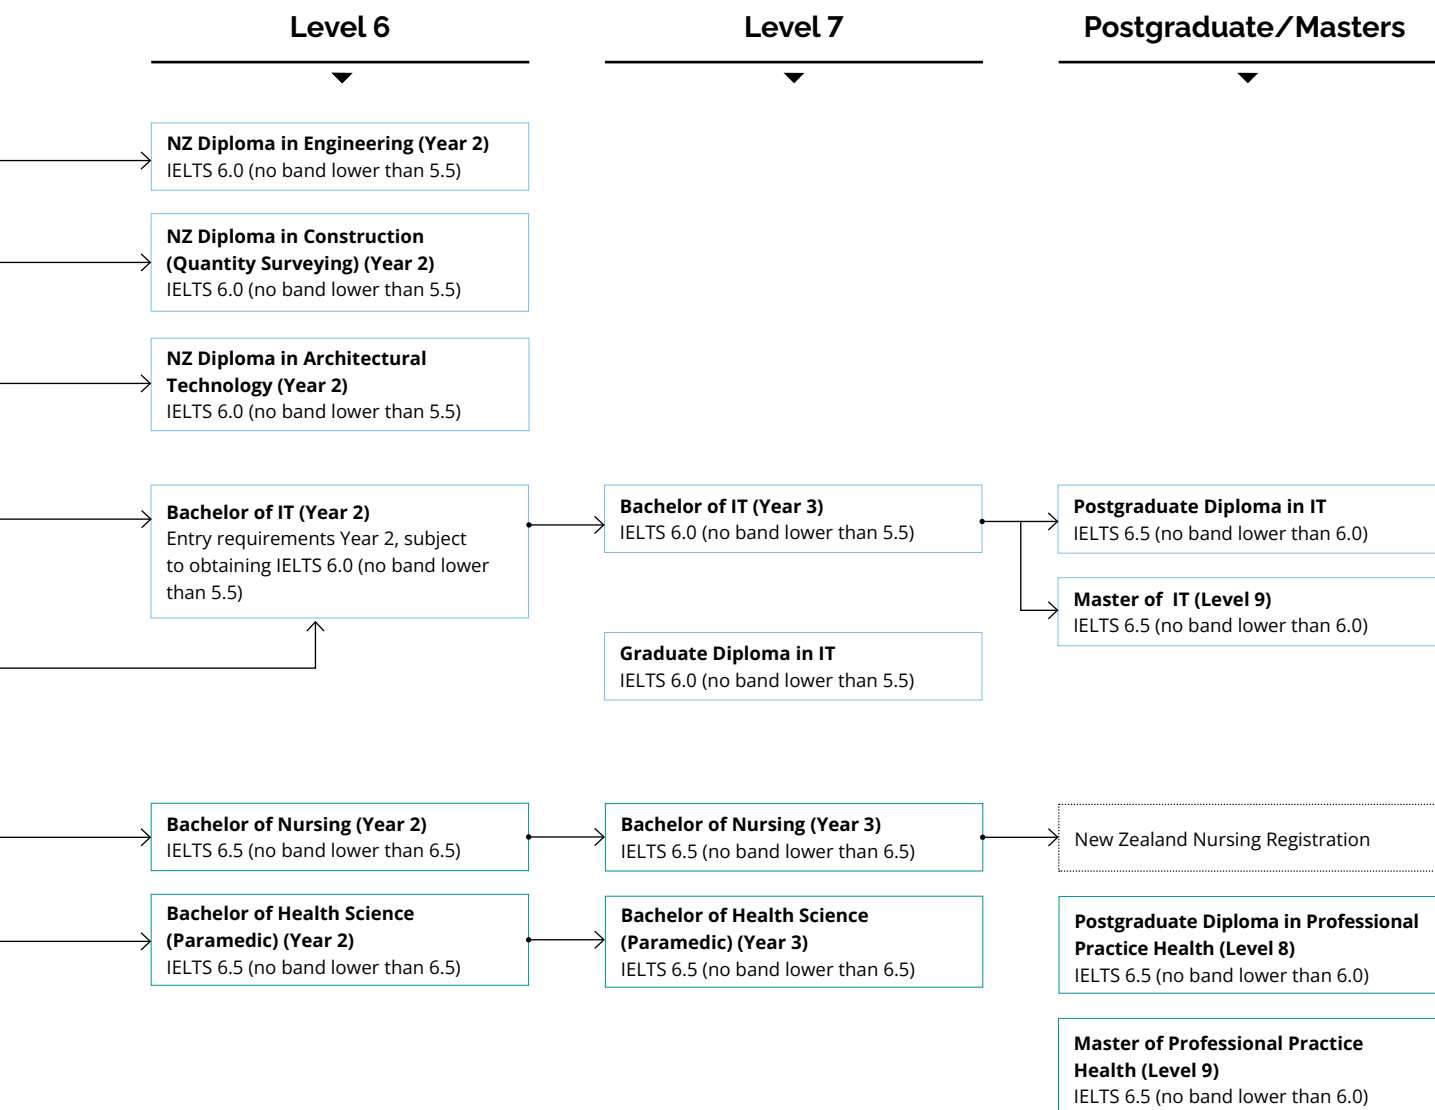 Level 6
Level 7
Postgraduate/Masters
NZ Diploma in Engineering (Year 2)
IELTS 6.0 (no band lower than 5.5)
NZ Diploma in Construction
(Quantity Surveying) (Year 2)
IELTS 6.0 (no band lower than 5.5)
NZ Diploma in Architectural
Technology (Year 2)
IELTS 6.0 (no band lower than 5.5)
Bachelor of IT (Year 2)
Entry requirements Year 2, subject
to obtaining IELTS 6.0 (no band lower
than 5.5)
Bachelor of IT (Year 3)
IELTS 6.0 (no band lower than 5.5)
Postgraduate Diploma in IT
IELTS 6.5 (no band lower than 6.0)
Master of  IT (Level 9)
IELTS 6.5 (no band lower than 6.0)
Graduate Diploma in IT
IELTS 6.0 (no band lower than 5.5)
Bachelor of Nursing (Year 2)
IELTS 6.5 (no band lower than 6.5)
Bachelor of Nursing (Year 3)
IELTS 6.5 (no band lower than 6.5)
New Zealand Nursing Registration
Bachelor of Health Science
(Paramedic) (Year 2)
IELTS 6.5 (no band lower than 6.5)
Bachelor of Health Science
(Paramedic) (Year 3)
IELTS 6.5 (no band lower than 6.5)
Postgraduate Diploma in Professional
Practice Health (Level 8)
IELTS 6.5 (no band lower than 6.0)
Master of Professional Practice
Health (Level 9)
IELTS 6.5 (no band lower than 6.0)